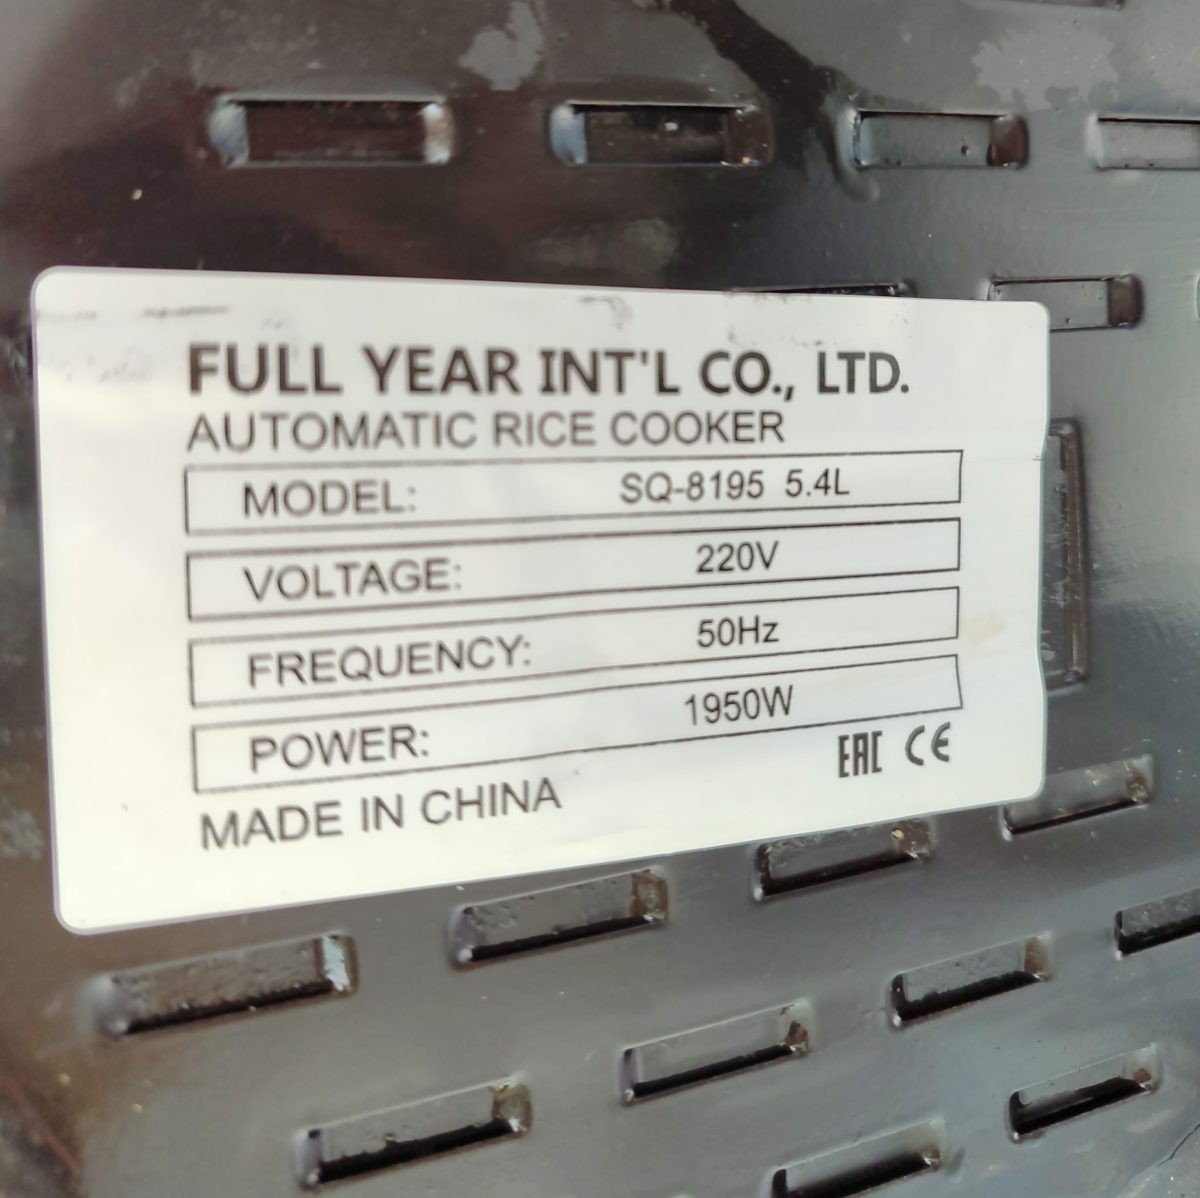 FULL YEAR INT'L CO., LTD.
AUTOMATIC RICE COOKER
MODEL: SQ-8195 5.4L
VOLTAGE: 220V
FREQUENCY: 50Hz
POWER: 1950W
EAC CE
MADE IN CHINA